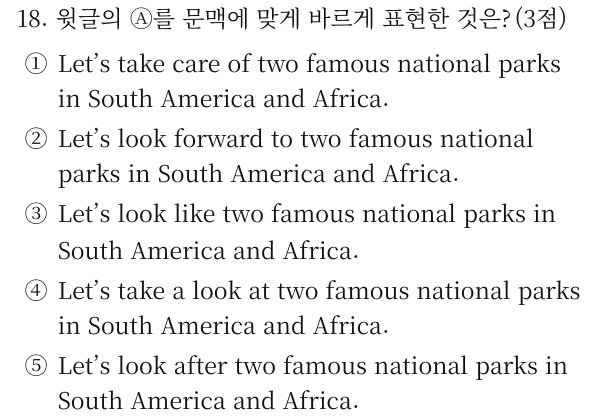 18. 윗글의 Ⓐ를 문맥에 맞게 바르게 표현한 것은? (3점)
① Let’s take care of two famous national parks
in South America and Africa.
② Let’s look forward to two famous national
parks in South America and Africa.
③ Let’s look like two famous national parks in
South America and Africa.
④ Let’s take a look at two famous national parks
in South America and Africa.
⑤ Let’s look after two famous national parks in
South America and Africa.